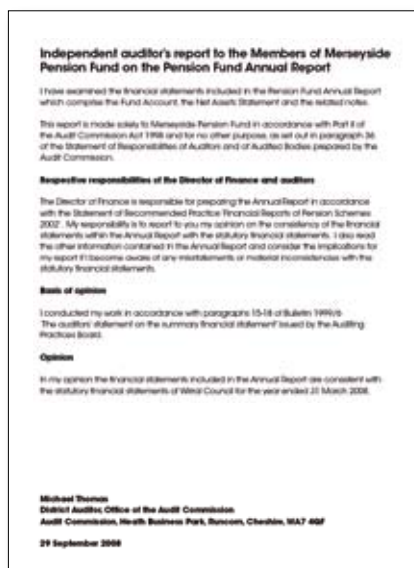 Independent auditor's report to the Members of Merseyside
Pension Fund on the Pension Fund Annual Report
I have examined the financial statements included in the Pension Fund Annual Report
which comprise the Fund Account, the Net Assets Statement and the related notes.
This report is made solely to Merseyside Pension Fund in accordance with Part II of
the Audit Commission Act 1998 and for no other purpose, as set out in paragraph 36
of the Statement of Responsibilities of Auditors and of Audited Bodies prepared by the
Audit Commission.
Respective responsibilities of the Director of Finance and auditors
The Director of Finance is responsible for preparing the Annual Report in accordance
with the Statement of Recommended Practice Financial Reports of Pension Schemes
2002'. My responsibility is to report to you my opinion on the consistency of the financial
statements within the Annual Report with the statutory financial statements. I also read
the other information contained in the Annual Report and consider the implications for
my report if I become aware of any misstatements or material inconsistencies with the
statutory financial statements.
Basis of opinion
I conducted my work in accordance with paragraphs 15-18 of Bulletin 1999/6
'The auditors' statement on the summary financial statement' issued by the Auditing
Practices Board.
Opinion
In my opinion the financial statements included in the Annual Report are consistent with
the statutory financial statements of Wirral Council for the year ended 31 March 2008.
Michael Thomas
District Auditor, Office of the Audit Commission
Audit Commission, Heath Business Park, Runcorn, Cheshire, WA7 4QF
29 September 2008